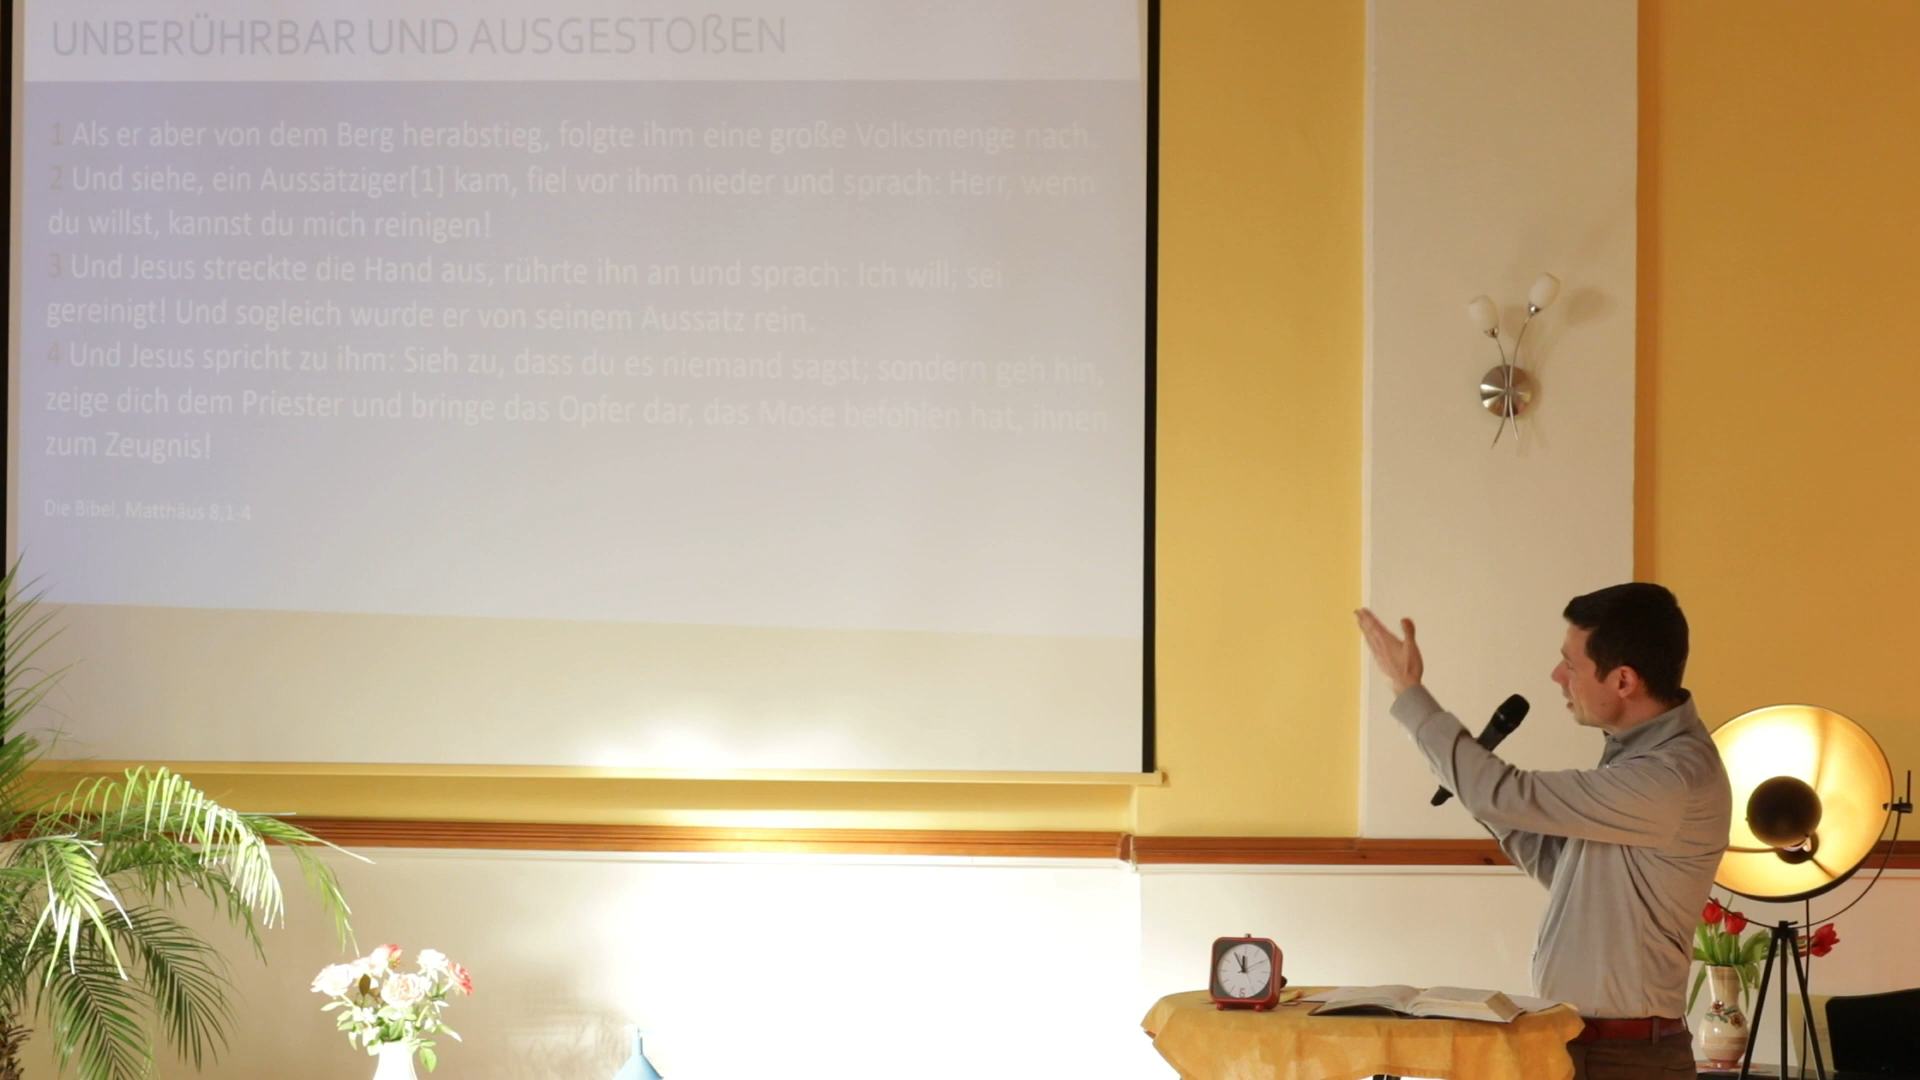 UNBERÜHRBAR UND AUSGESTOẞEN
1 Als er aber von dem Berg herabstieg, folgte ihm eine große Volksmenge nach.
2 Und siehe, ein Aussätziger[1] kam, fiel vor ihm nieder und sprach: Herr, wenn
du willst, kannst du mich reinigen!
3 Und Jesus streckte die Hand aus, rührte ihn an und sprach: Ich will; sei
gereinigt! Und sogleich wurde er von seinem Aussatz rein.
4 Und Jesus spricht zu ihm: Sieh zu, dass du es niemand sagst; sondern geh hin,
zeige dich dem Priester und bringe das Opfer dar, das Mose befohlen hat, ihnen
zum Zeugnis!
Die Bibel, Matthäus 8,1-4